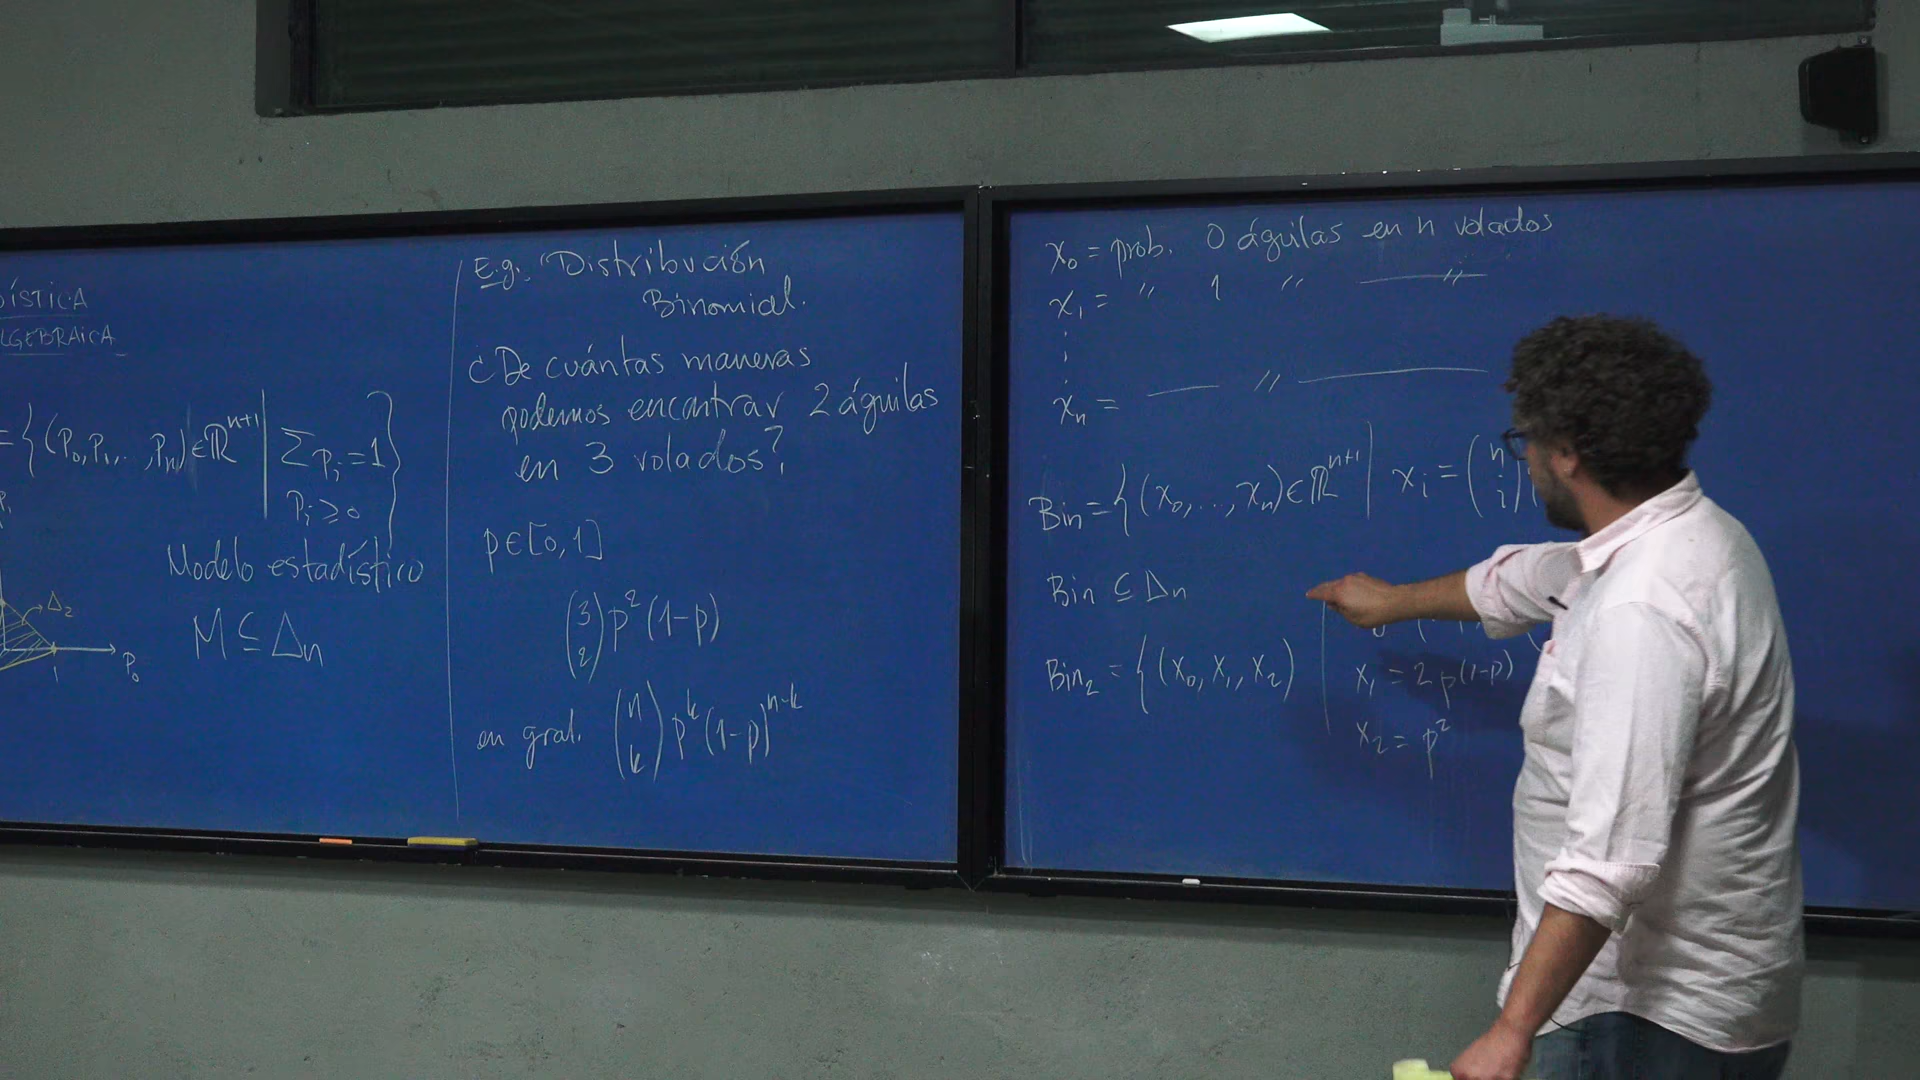 ÍSTICA
LGEBRAICA
= { (P₀, P₁, .. , Pₙ) ∈ ℝⁿ⁺¹ | Σ Pᵢ = 1 }
Pᵢ ≥ 0
Modelo estadístico
M ⊆ Δₙ
Δ₂
1
P₀
E.g. Distribución
Binomial.
¿De cuántas maneras
podemos encontrar 2 águilas
en 3 volados?
p ∈ [0, 1]
(3 2) p² (1-p)
en gral. (n k) pᵏ (1-p)ⁿ⁻ᵏ
x₀ = prob. 0 águilas en n volados
x₁ = " 1 " — " —
⋮
xₙ = — " —
Bin = { (x₀, ..., xₙ) ∈ ℝⁿ⁺¹ | xᵢ = (n i)
Bin ⊆ Δₙ
Bin₂ = { (x₀, x₁, x₂) |
x₁ = 2 p (1-p)
x₂ = p²